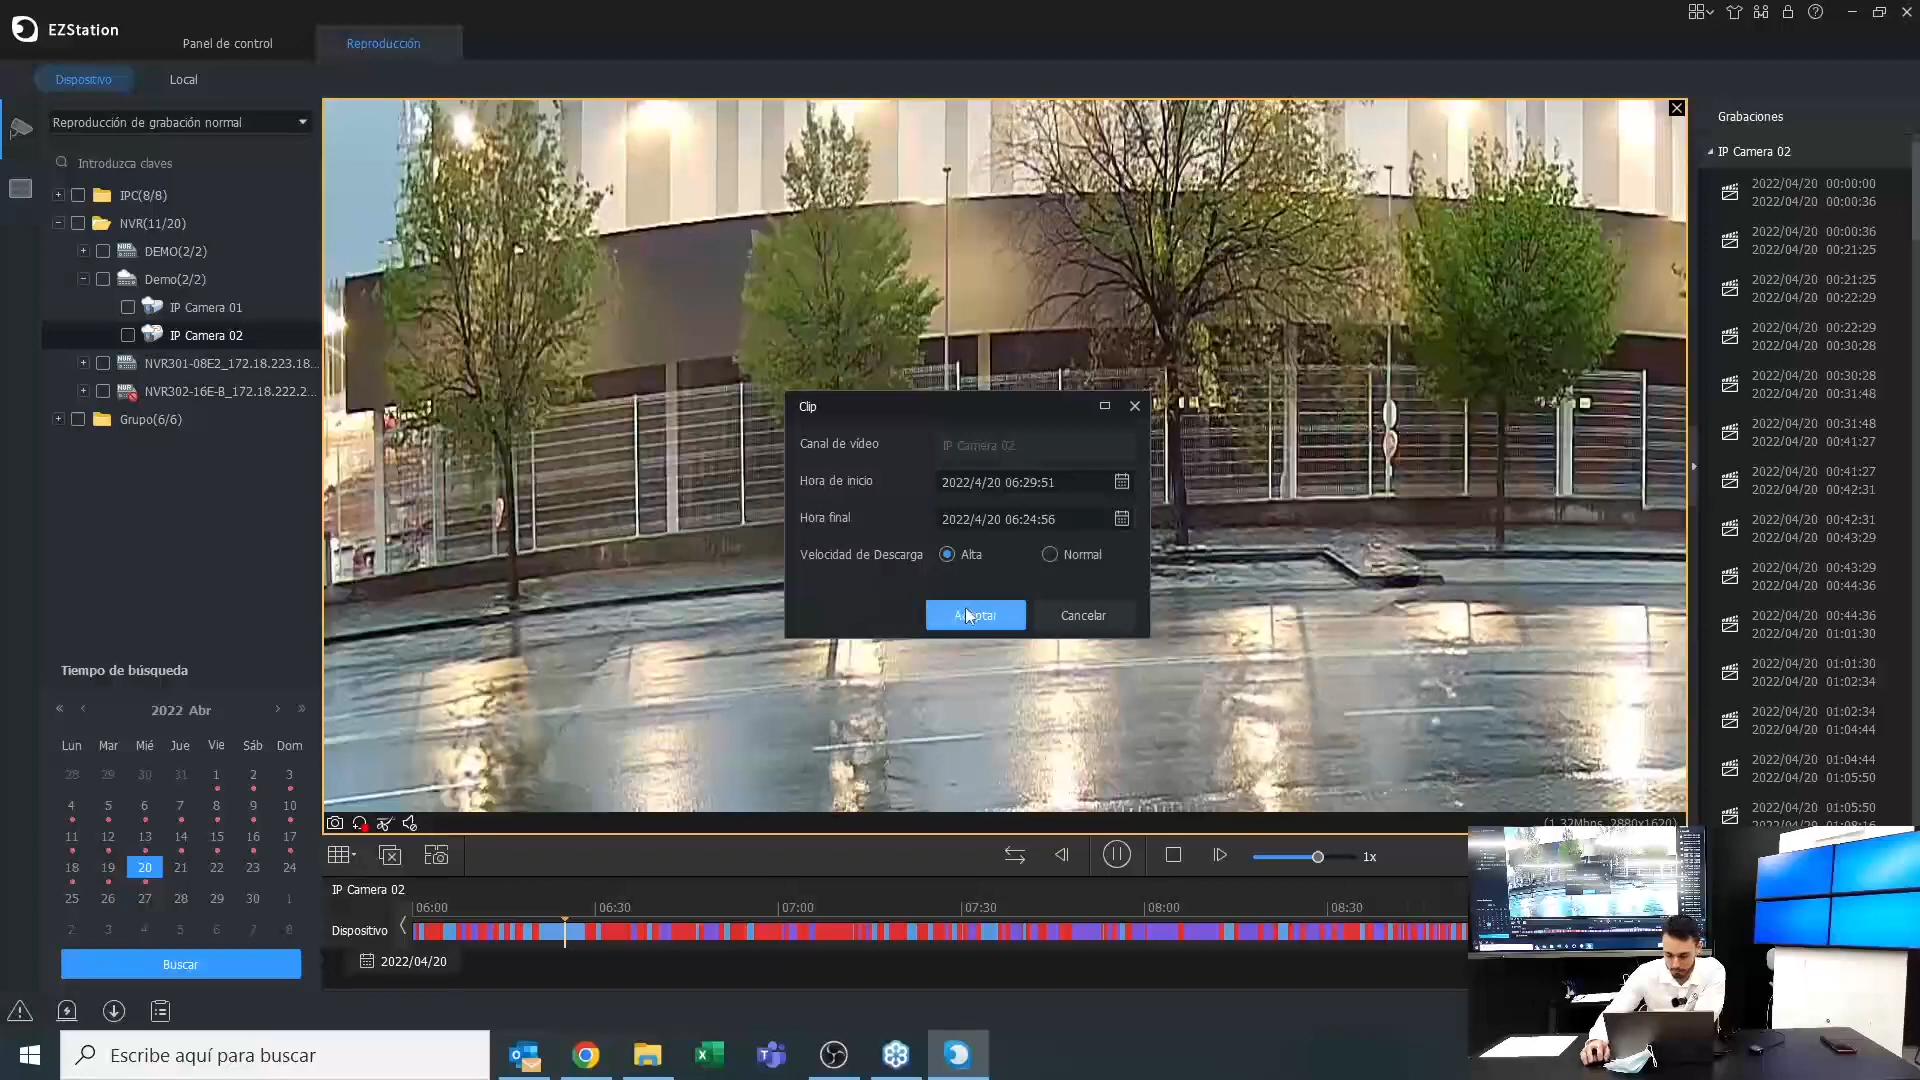 EZStation
Panel de control
Reproducción
Dispositivo
Local
Reproducción de grabación normal
Introduzca claves
IPC(8/8)
NVR(11/20)
DEMO(2/2)
Demo(2/2)
IP Camera 01
IP Camera 02
NVR301-08E2_172.18.223.18...
NVR302-16E-B_172.18.222.2...
Grupo(6/6)
Tiempo de búsqueda
2022 Abr
Lun Mar Mié Jue Vie Sáb Dom
28 29 30 31 1 2 3
4 5 6 7 8 9 10
11 12 13 14 15 16 17
18 19 20 21 22 23 24
25 26 27 28 29 30 1
2 3 4 5 6 7 8
Buscar
Clip
Canal de vídeo
IP Camera 02
Hora de inicio
2022/4/20 06:29:51
Hora final
2022/4/20 06:24:56
Velocidad de Descarga
Alta
Normal
Cancelar
(1.32Mbps, 2880x1620)
1x
IP Camera 02
06:00 06:30 07:00 07:30 08:00 08:30
Dispositivo
2022/04/20
Grabaciones
IP Camera 02
2022/04/20 00:00:00
2022/04/20 00:00:36
2022/04/20 00:00:36
2022/04/20 00:21:25
2022/04/20 00:21:25
2022/04/20 00:22:29
2022/04/20 00:22:29
2022/04/20 00:30:28
2022/04/20 00:30:28
2022/04/20 00:31:48
2022/04/20 00:31:48
2022/04/20 00:41:27
2022/04/20 00:41:27
2022/04/20 00:42:31
2022/04/20 00:42:31
2022/04/20 00:43:29
2022/04/20 00:43:29
2022/04/20 00:44:36
2022/04/20 00:44:36
2022/04/20 01:01:30
2022/04/20 01:01:30
2022/04/20 01:02:34
2022/04/20 01:02:34
2022/04/20 01:04:44
2022/04/20 01:04:44
2022/04/20 01:05:50
2022/04/20 01:05:50
Escribe aquí para buscar